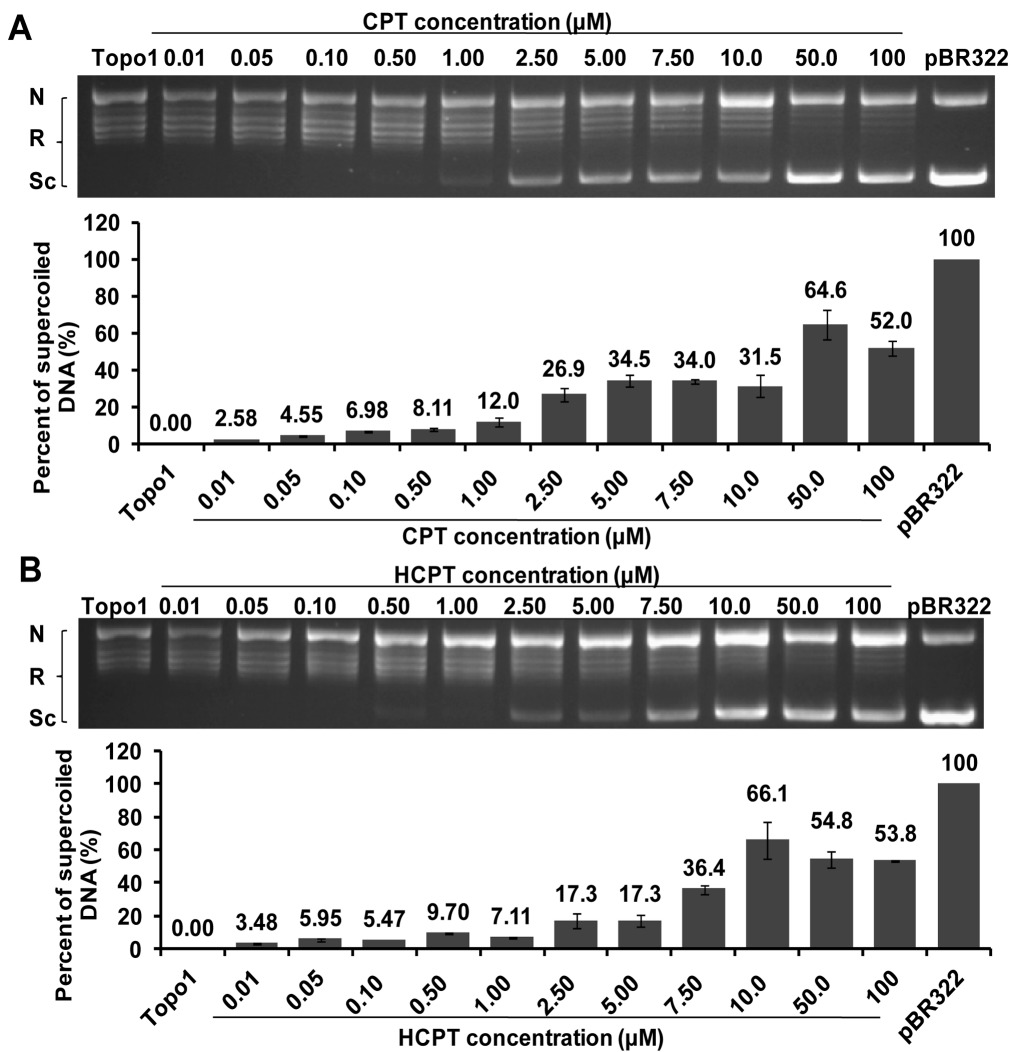 A
CPT concentration (µM)
Topo1 0.01 0.05 0.10 0.50 1.00 2.50 5.00 7.50 10.0 50.0 100 pBR322
N
R
Sc
Percent of supercoiled
DNA (%)
120
100
80
60
40
20
0
0.00 2.58 4.55 6.98 8.11 12.0 26.9 34.5 34.0 31.5 64.6 52.0 100
Topo1 0.01 0.05 0.10 0.50 1.00 2.50 5.00 7.50 10.0 50.0 100 pBR322
CPT concentration (µM)
B
HCPT concentration (µM)
Topo1 0.01 0.05 0.10 0.50 1.00 2.50 5.00 7.50 10.0 50.0 100 pBR322
N
R
Sc
Percent of supercoiled
DNA (%)
120
100
80
60
40
20
0
0.00 3.48 5.95 5.47 9.70 7.11 17.3 17.3 36.4 66.1 54.8 53.8 100
Topo1 0.01 0.05 0.10 0.50 1.00 2.50 5.00 7.50 10.0 50.0 100 pBR322
HCPT concentration (µM)